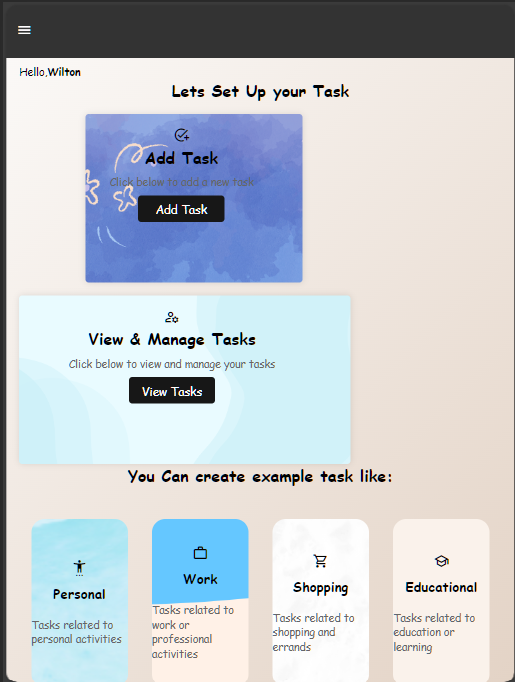 Hello,Wilton
Lets Set Up your Task
Add Task
Click below to add a new task
Add Task
View & Manage Tasks
Click below to view and manage your tasks
View Tasks
You Can create example task like:
Personal
Tasks related to
personal activities
Work
Tasks related to
work or
professional
activities
Shopping
Tasks related to
shopping and
errands
Educational
Tasks related to
education or
learning